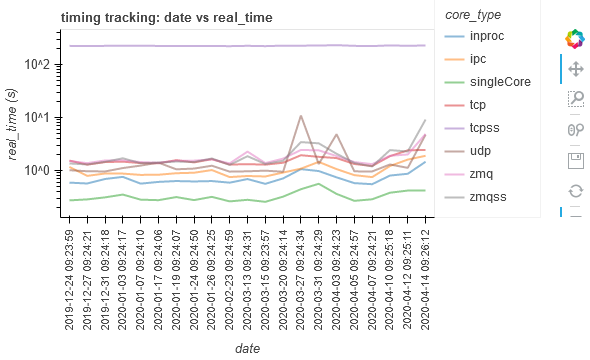 timing tracking: date vs real_time
core_type
inproc
ipc
singleCore
tcp
tcpss
udp
zmq
zmqss
real_time (s)
10^2
10^1
10^0
2019-12-24 09:23:59
2019-12-27 09:24:21
2019-12-31 09:24:18
2020-01-03 09:24:17
2020-01-07 09:24:10
2020-01-17 09:24:06
2020-01-19 09:24:07
2020-01-24 09:24:50
2020-01-26 09:24:25
2020-02-23 09:24:59
2020-03-13 09:24:31
2020-03-15 09:23:57
2020-03-20 09:24:14
2020-03-27 09:24:34
2020-03-31 09:24:29
2020-04-03 09:24:23
2020-04-05 09:24:57
2020-04-07 09:24:21
2020-04-10 09:25:18
2020-04-12 09:25:11
2020-04-14 09:26:12
date